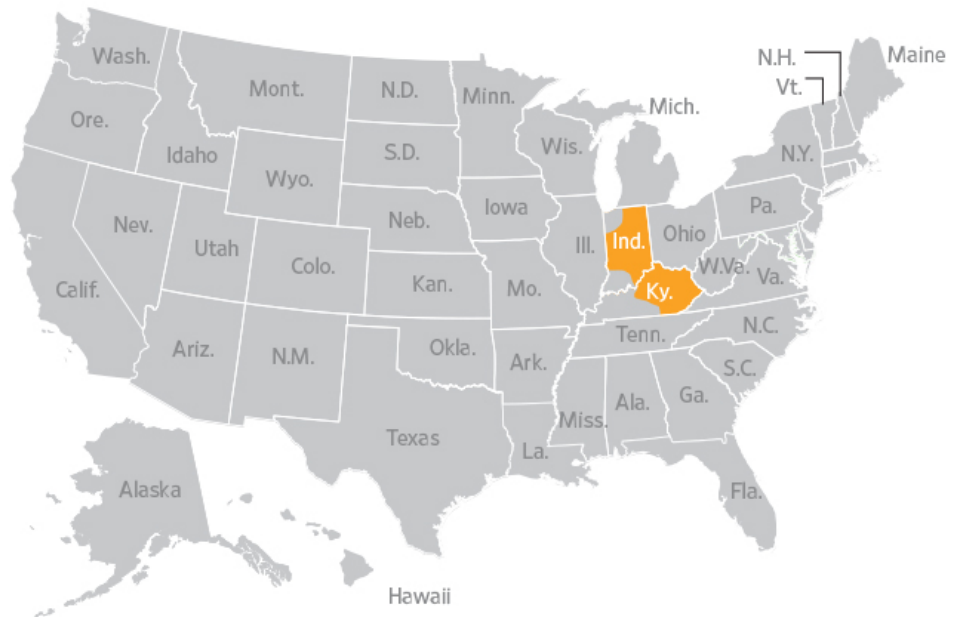 Wash.
Mont.
N.D.
Minn.
Mich.
N.H.
Maine
Vt.
Ore.
Idaho
Wyo.
S.D.
Wis.
N.Y.
Nev.
Utah
Colo.
Neb.
Iowa
Ill.
Ind.
Ohio
Pa.
Calif.
Kan.
Mo.
Ky.
W.Va.
Va.
Ariz.
N.M.
Okla.
Ark.
Tenn.
N.C.
S.C.
Texas
La.
Miss.
Ala.
Ga.
Fla.
Alaska
Hawaii